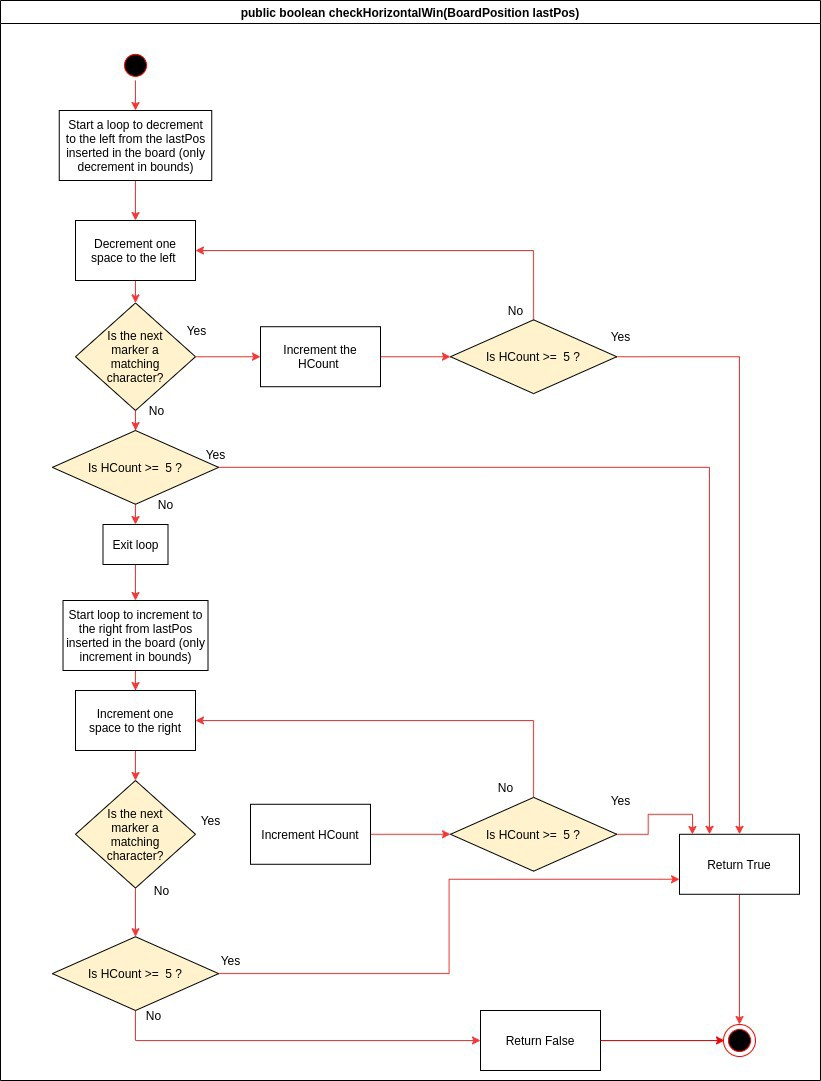 public boolean checkHorizontalWin(BoardPosition lastPos)
Start a loop to decrement
to the left from the lastPos
inserted in the board (only
decrement in bounds)
Decrement one
space to the left
Is the next
marker a
matching
character?
Yes
No
Increment the
HCount
Is HCount >=  5 ?
No
Yes
Is HCount >=  5 ?
Yes
No
Exit loop
Start loop to increment to
the right from lastPos
inserted in the board (only
increment in bounds)
Increment one
space to the right
Is the next
marker a
matching
character?
Yes
No
Increment HCount
Is HCount >=  5 ?
No
Yes
Return True
Is HCount >=  5 ?
Yes
No
Return False